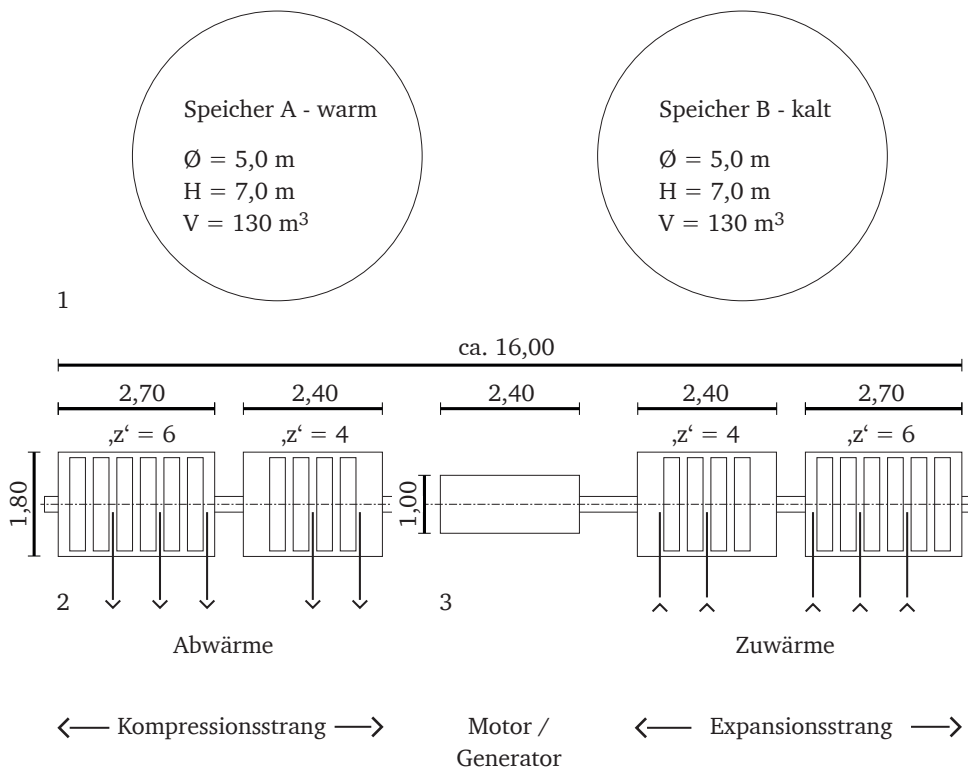 Speicher A - warm
Ø = 5,0 m
H = 7,0 m
V = 130 m³
Speicher B - kalt
Ø = 5,0 m
H = 7,0 m
V = 130 m³
1
ca. 16,00
2,70 2,40 2,40 2,40 2,70
‚z‘ = 6 ‚z‘ = 4 ‚z‘ = 4 ‚z‘ = 6
1,80
1,00
2 3
Abwärme Zuwärme
Kompressionsstrang Motor / Expansionsstrang
Generator